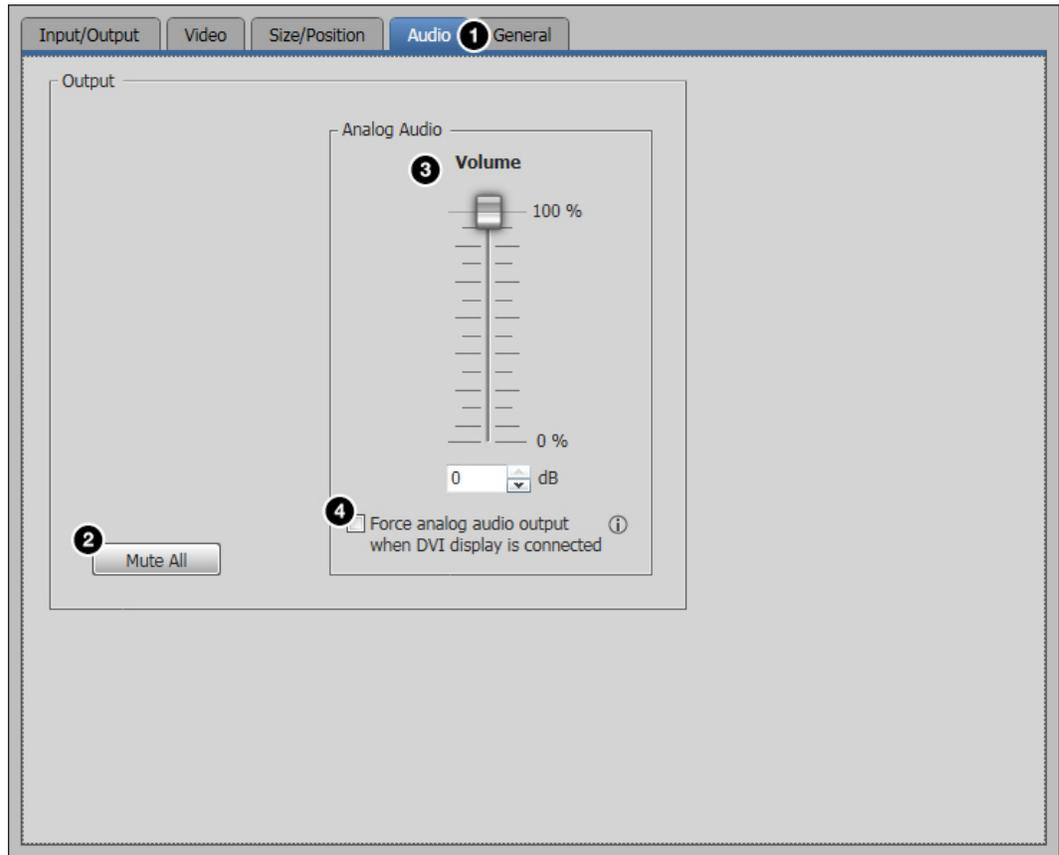 Input/Output Video Size/Position Audio 1 General
Output
Analog Audio
3 Volume
100 %
0 %
0 dB
4 Force analog audio output
when DVI display is connected
2 Mute All